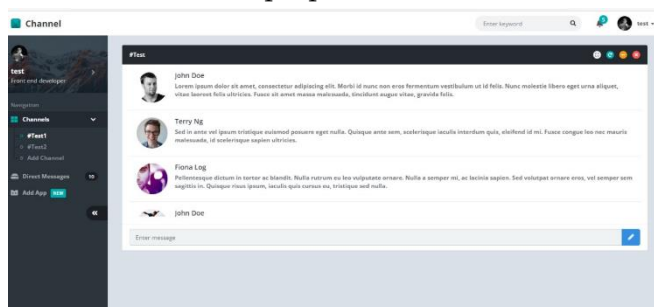 Channel
Enter keyword
test
test
Front end developer
Navigation
Channels
#Test1
#Test2
Add Channel
Direct Messages 10
Add App NEW
#Test
John Doe
Lorem ipsum dolor sit amet, consectetur adipiscing elit. Morbi id nunc non eros fermentum vestibulum ut id felis. Nunc molestie libero eget urna aliquet,
vitae laoreet felis ultricies. Fusce sit amet massa malesuada, tincidunt augue vitae, gravida felis.
Terry Ng
Sed in ante vel ipsum tristique euismod posuere eget nulla. Quisque ante sem, scelerisque iaculis interdum quis, eleifend id mi. Fusce congue leo nec mauris
malesuada, id scelerisque sapien ultricies.
Fiona Log
Pellentesque dictum in tortor ac blandit. Nulla rutrum eu leo vulputate ornare. Nulla a semper mi, ac lacinia sapien. Sed volutpat ornare eros, vel semper sem
sagittis in. Quisque risus ipsum, iaculis quis cursus eu, tristique sed nulla.
John Doe
Enter message